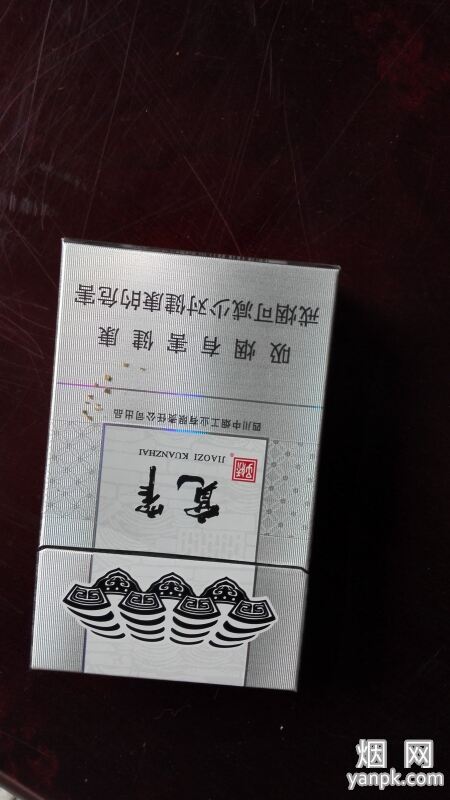 宽窄
JIAOZI KUANZHAI
娇子
四川中烟工业有限责任公司出品
吸烟有害健康
戒烟可减少对健康的危害
烟网
yanpk.com